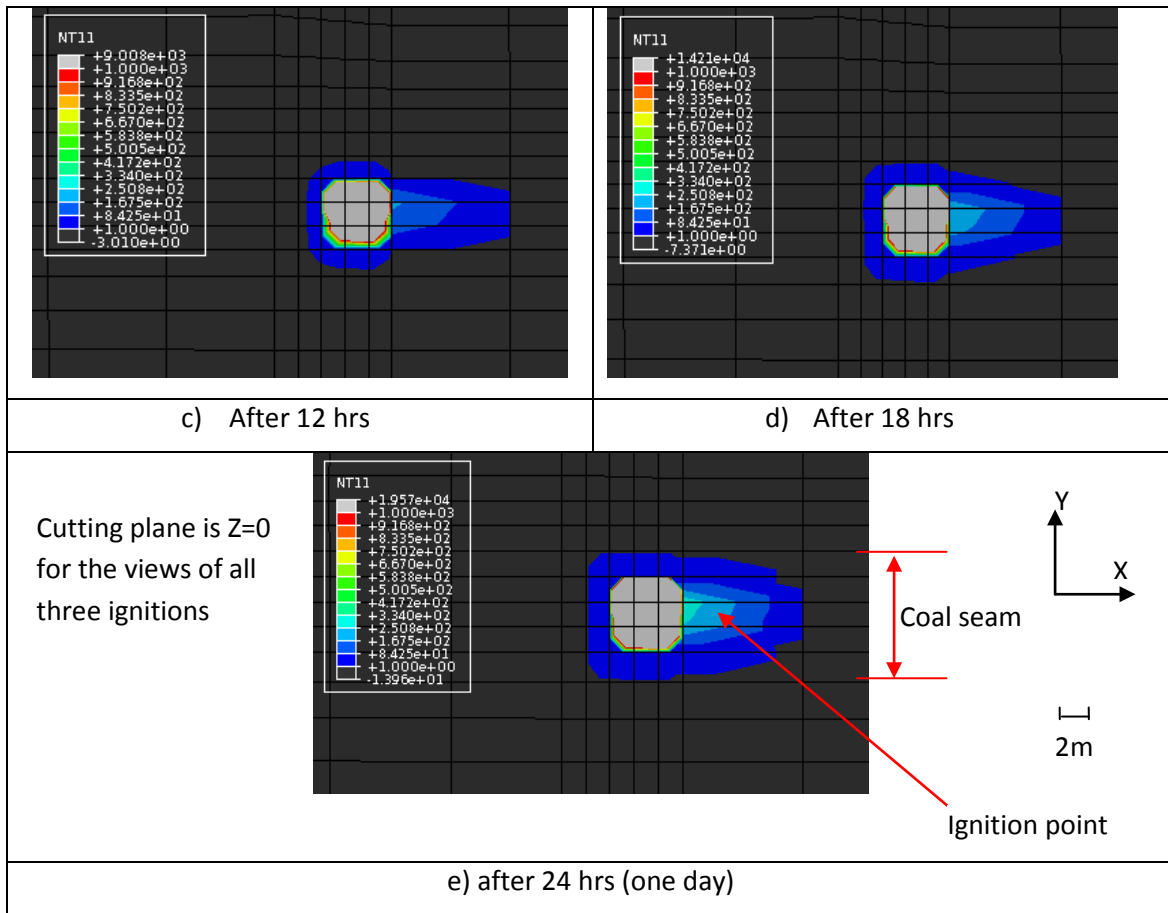 NT11
+9.008e+03
+1.000e+03
+9.168e+02
+8.335e+02
+7.502e+02
+6.670e+02
+5.838e+02
+5.005e+02
+4.172e+02
+3.340e+02
+2.508e+02
+1.675e+02
+8.425e+01
+1.000e+00
-3.010e+00
NT11
+1.421e+04
+1.000e+03
+9.168e+02
+8.335e+02
+7.502e+02
+6.670e+02
+5.838e+02
+5.005e+02
+4.172e+02
+3.340e+02
+2.508e+02
+1.675e+02
+8.425e+01
+1.000e+00
-7.371e+00
c) After 12 hrs
d) After 18 hrs
Cutting plane is Z=0
for the views of all
three ignitions
NT11
+1.957e+04
+1.000e+03
+9.168e+02
+8.335e+02
+7.502e+02
+6.670e+02
+5.838e+02
+5.005e+02
+4.172e+02
+3.340e+02
+2.508e+02
+1.675e+02
+8.425e+01
+1.000e+00
-1.396e+01
Y
X
Coal seam
2m
Ignition point
e) after 24 hrs (one day)